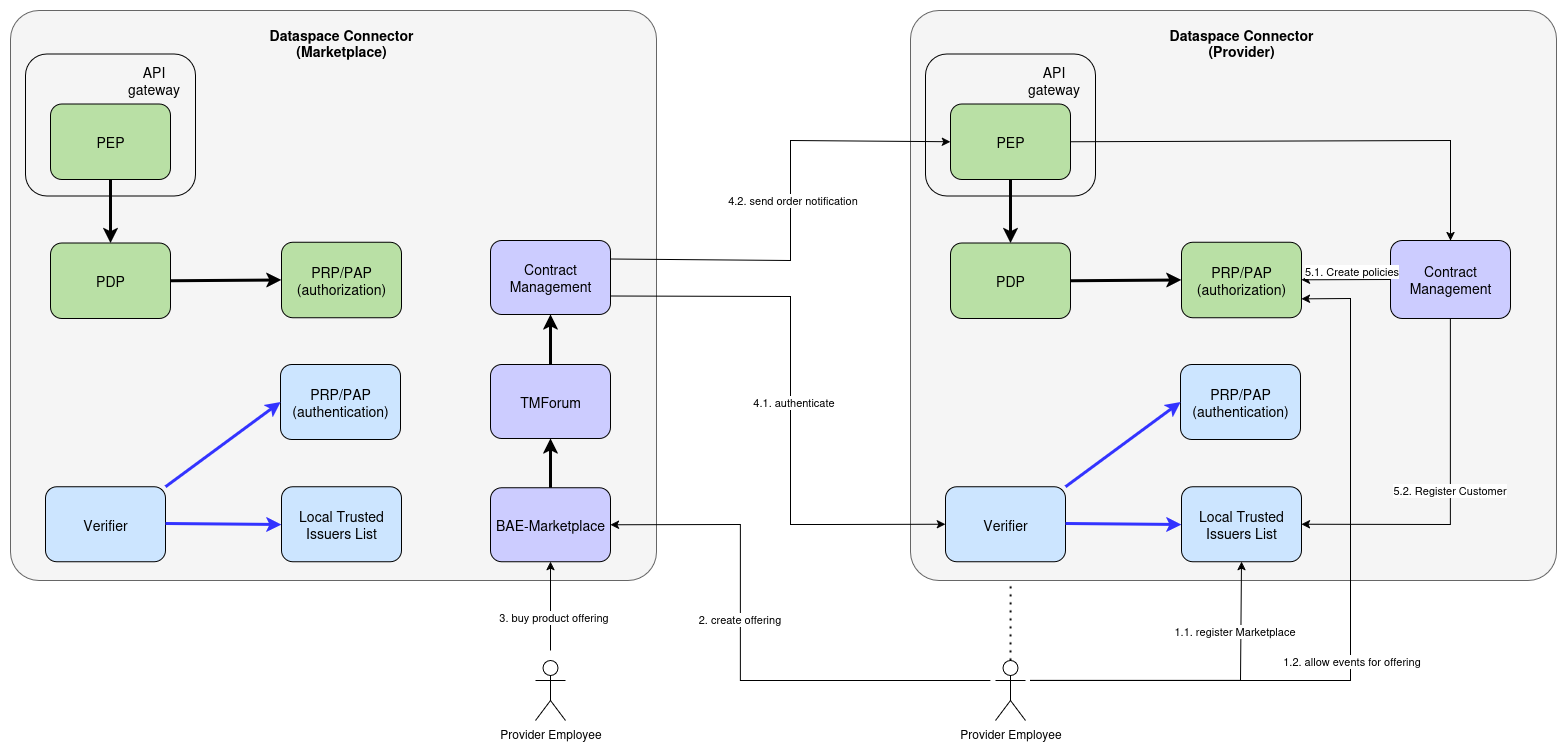 Dataspace Connector
(Marketplace)
API
gateway
PEP
PDP
PRP/PAP
(authorization)
Contract
Management
PRP/PAP
(authentication)
TMForum
Verifier
Local Trusted
Issuers List
BAE-Marketplace
4.2. send order notification
4.1. authenticate
Dataspace Connector
(Provider)
API
gateway
PEP
PDP
PRP/PAP
(authorization)
5.1. Create policies
Contract
Management
PRP/PAP
(authentication)
5.2. Register Customer
Verifier
Local Trusted
Issuers List
3. buy product offering
2. create offering
1.1. register Marketplace
1.2. allow events for offering
Provider Employee
Provider Employee